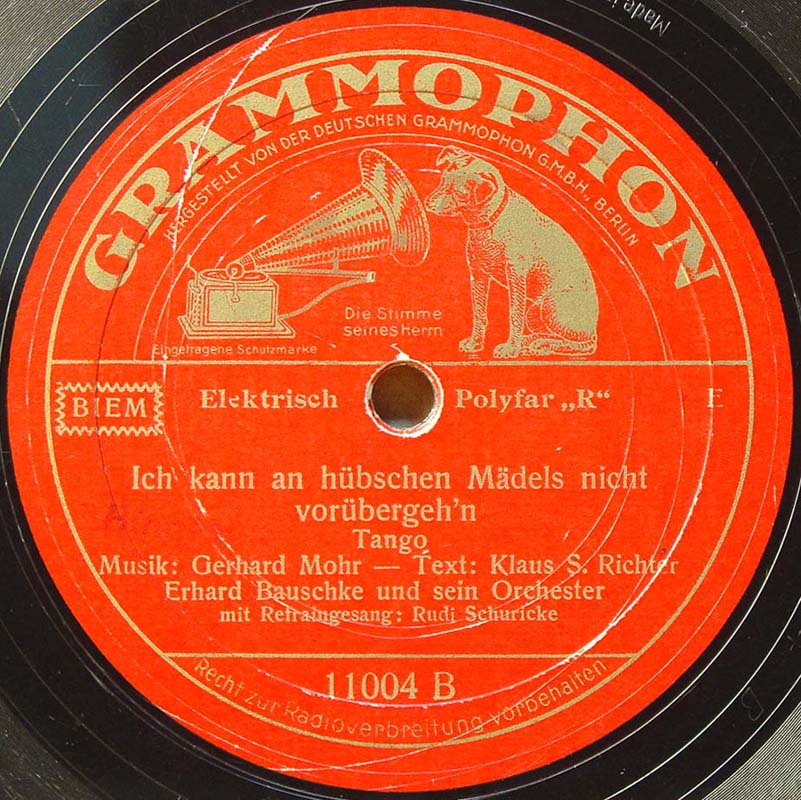 Made in
GRAMMOPHON
HERGESTELLT VON DER DEUTSCHEN GRAMMOPHON G.M.B.H., BERLIN
Die Stimme
seines Herrn
Eingetragene Schutzmarke
BIEM Elektrisch Polyfar „R“ E
Ich kann an hübschen Mädels nicht
vorübergeh'n
Tango
Musik: Gerhard Mohr — Text: Klaus S. Richter
Erhard Bauschke und sein Orchester
mit Refraingesang: Rudi Schuricke
11004 B
Recht zur Radioverbreitung vorbehalten
B